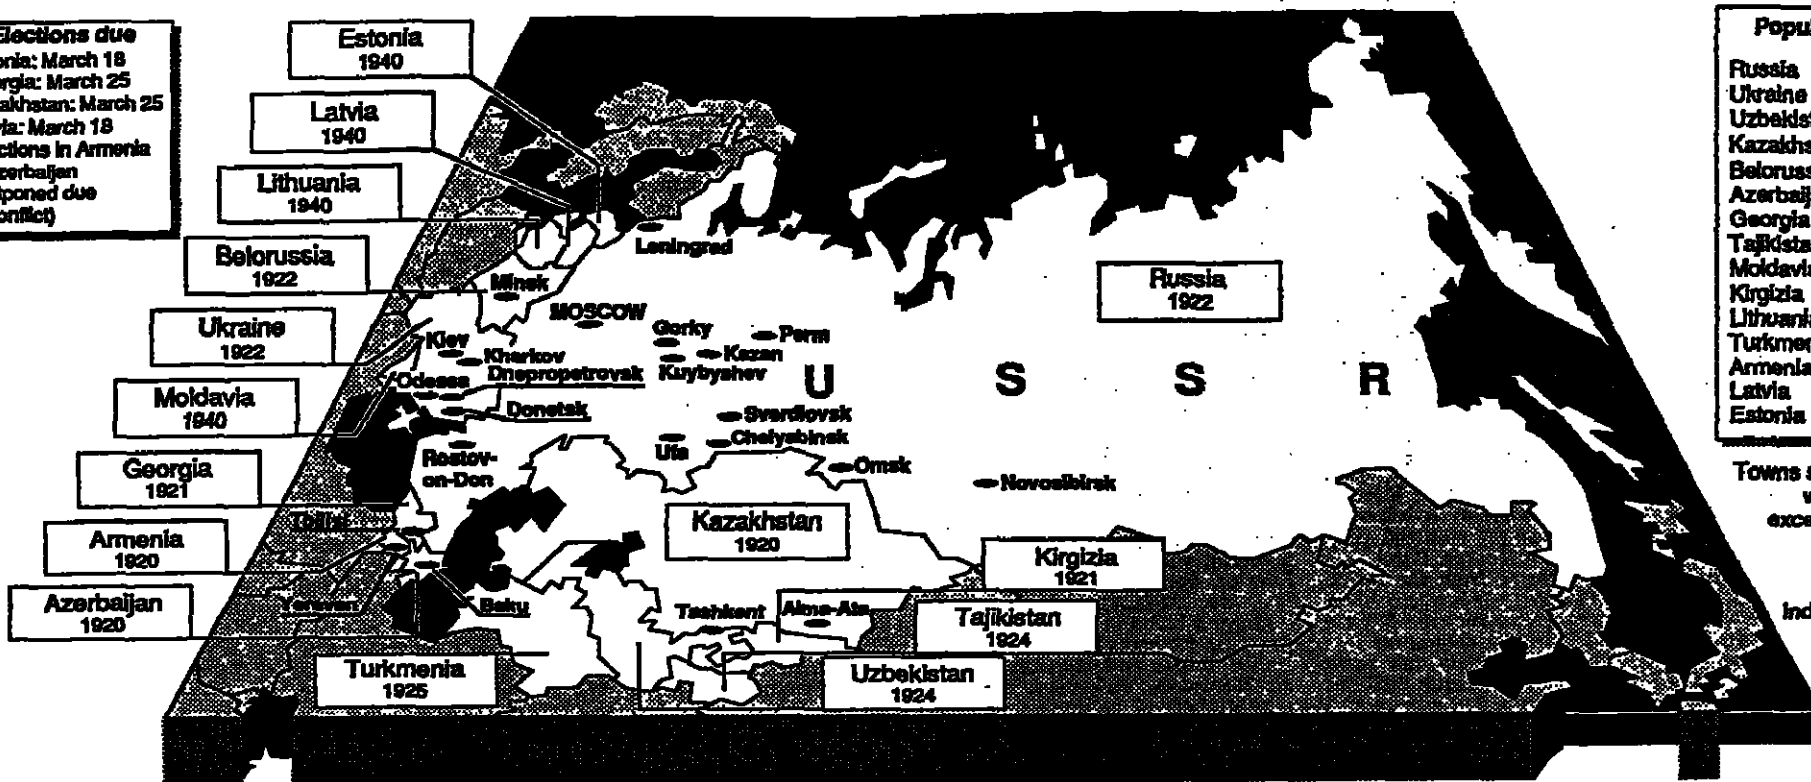 Elections due
onia: March 18
orgia: March 25
akhstan: March 25
via: March 18
ctions in Armenia
zerbaijan
tponed due
onflict)
Estonia
1940
Latvia
1940
Lithuania
1940
Belorussia
1922
Ukraine
1922
Moldavia
1940
Georgia
1921
Armenia
1920
Azerbaijan
1920
Turkmenia
1925
Uzbekistan
1924
Tajikistan
1924
Kirgizia
1921
Kazakhstan
1920
Russia
1922
U S S R
Leningrad
Minsk
MOSCOW
Gorky
Perm
Kiev
Kharkov
Kazan
Kuybyshev
Odessa
Dnepropetrovsk
Donetsk
Sverdlovsk
Chelyabinsk
Ufa
Rostov-
on-Don
Omsk
Novosibirsk
Tbilisi
Yerevan
Baku
Tashkent
Alma-Ata
Popu
Russia
Ukraine
Uzbekist
Kazakhs
Belorus
Azerbaij
Georgia
Tajikista
Moldavia
Kirgizia
Lithuani
Turkmer
Armenia
Latvia
Estonia
Towns
exce
Ind